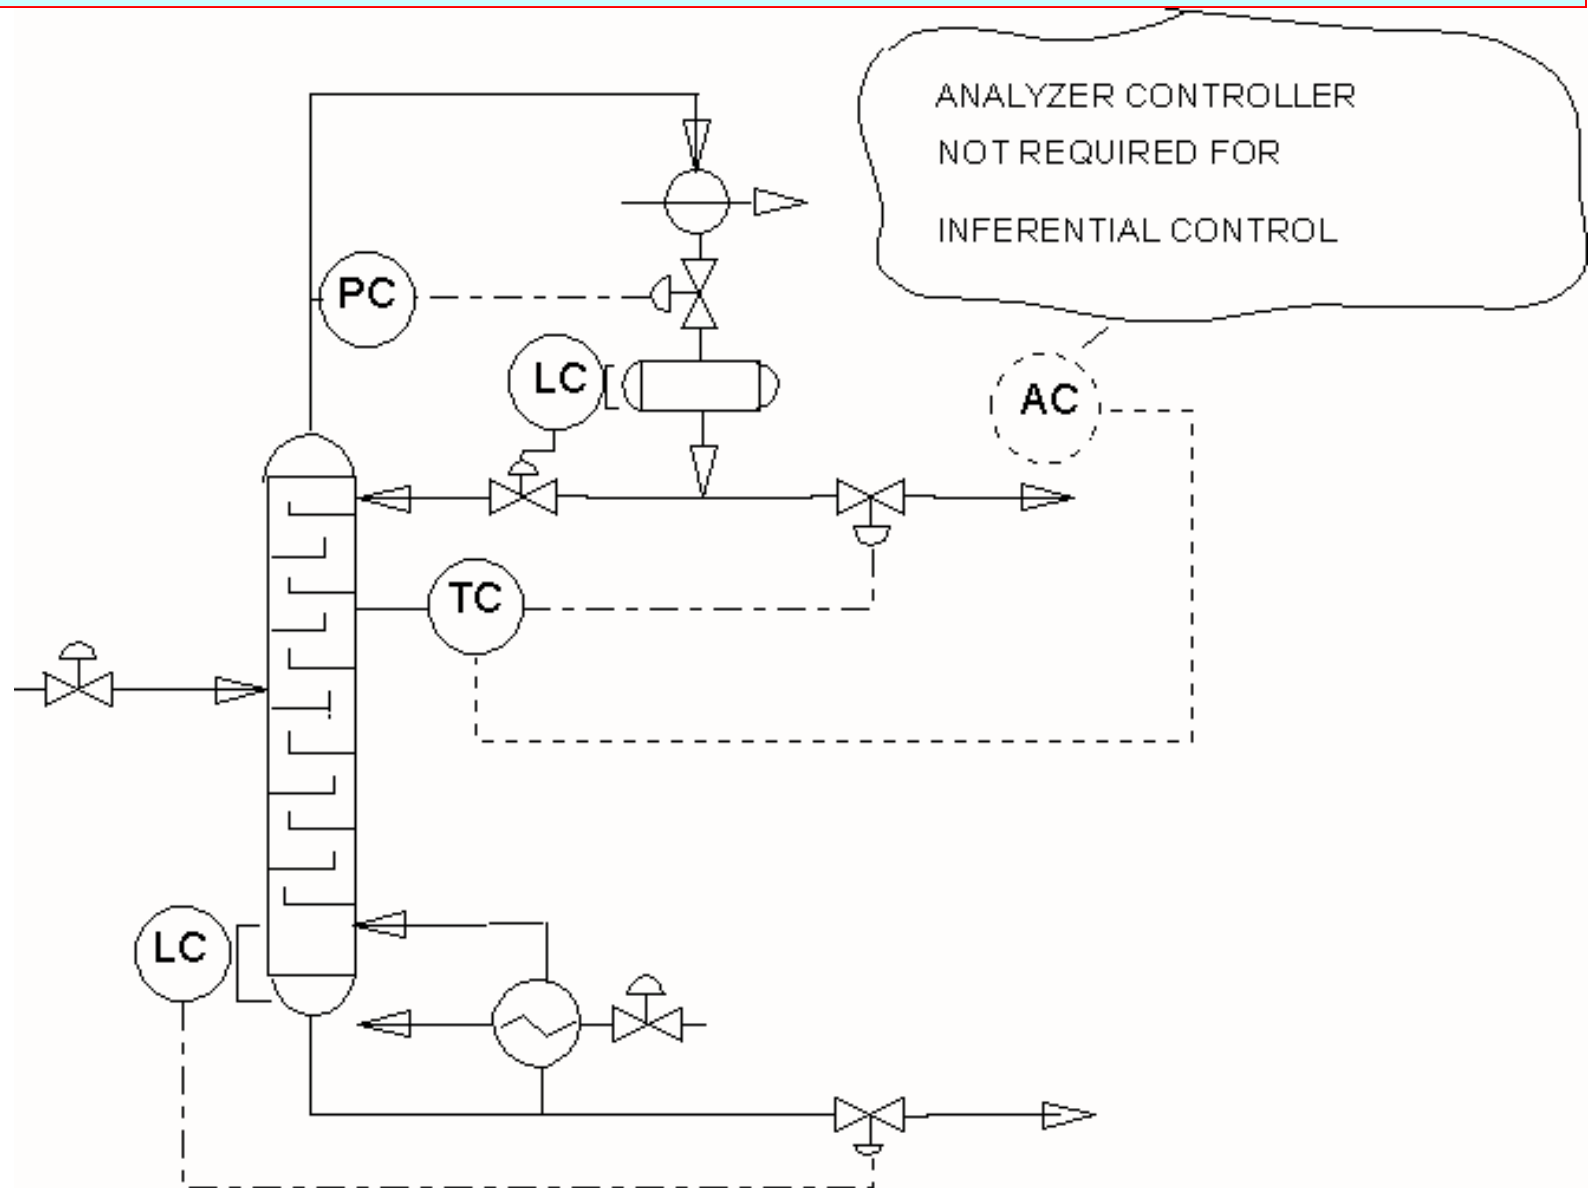 ANALYZER CONTROLLER
NOT REQUIRED FOR
INFERENTIAL CONTROL
PC
LC
AC
TC
LC